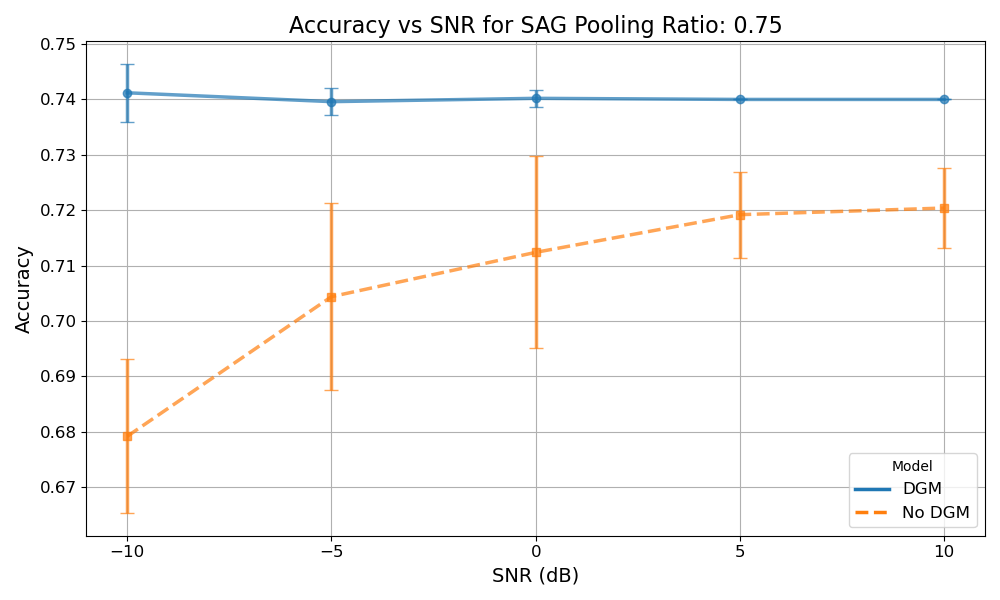 Accuracy vs SNR for SAG Pooling Ratio: 0.75
0.75
0.74
0.73
0.72
0.71
0.70
0.69
0.68
0.67
Accuracy
Model
DGM
No DGM
−10
−5
0
5
10
SNR (dB)